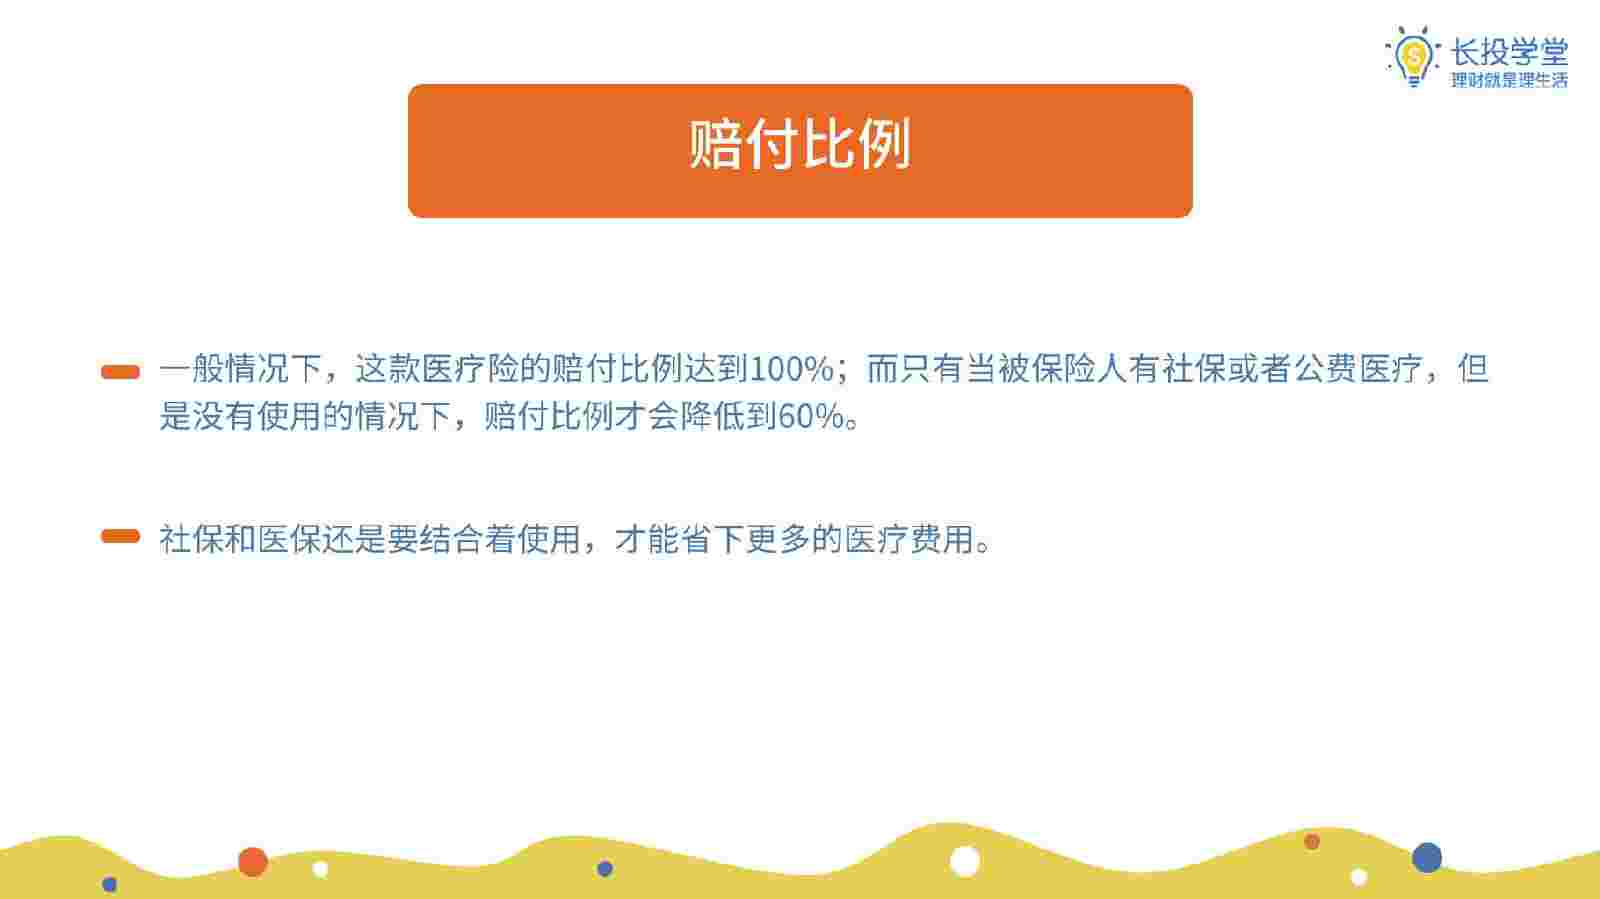 长投学堂
理财就是理生活
赔付比例
一般情况下，这款医疗险的赔付比例达到100%；而只有当被保险人有社保或者公费医疗，但
是没有使用的情况下，赔付比例才会降低到60%。
社保和医保还是要结合着使用，才能省下更多的医疗费用。